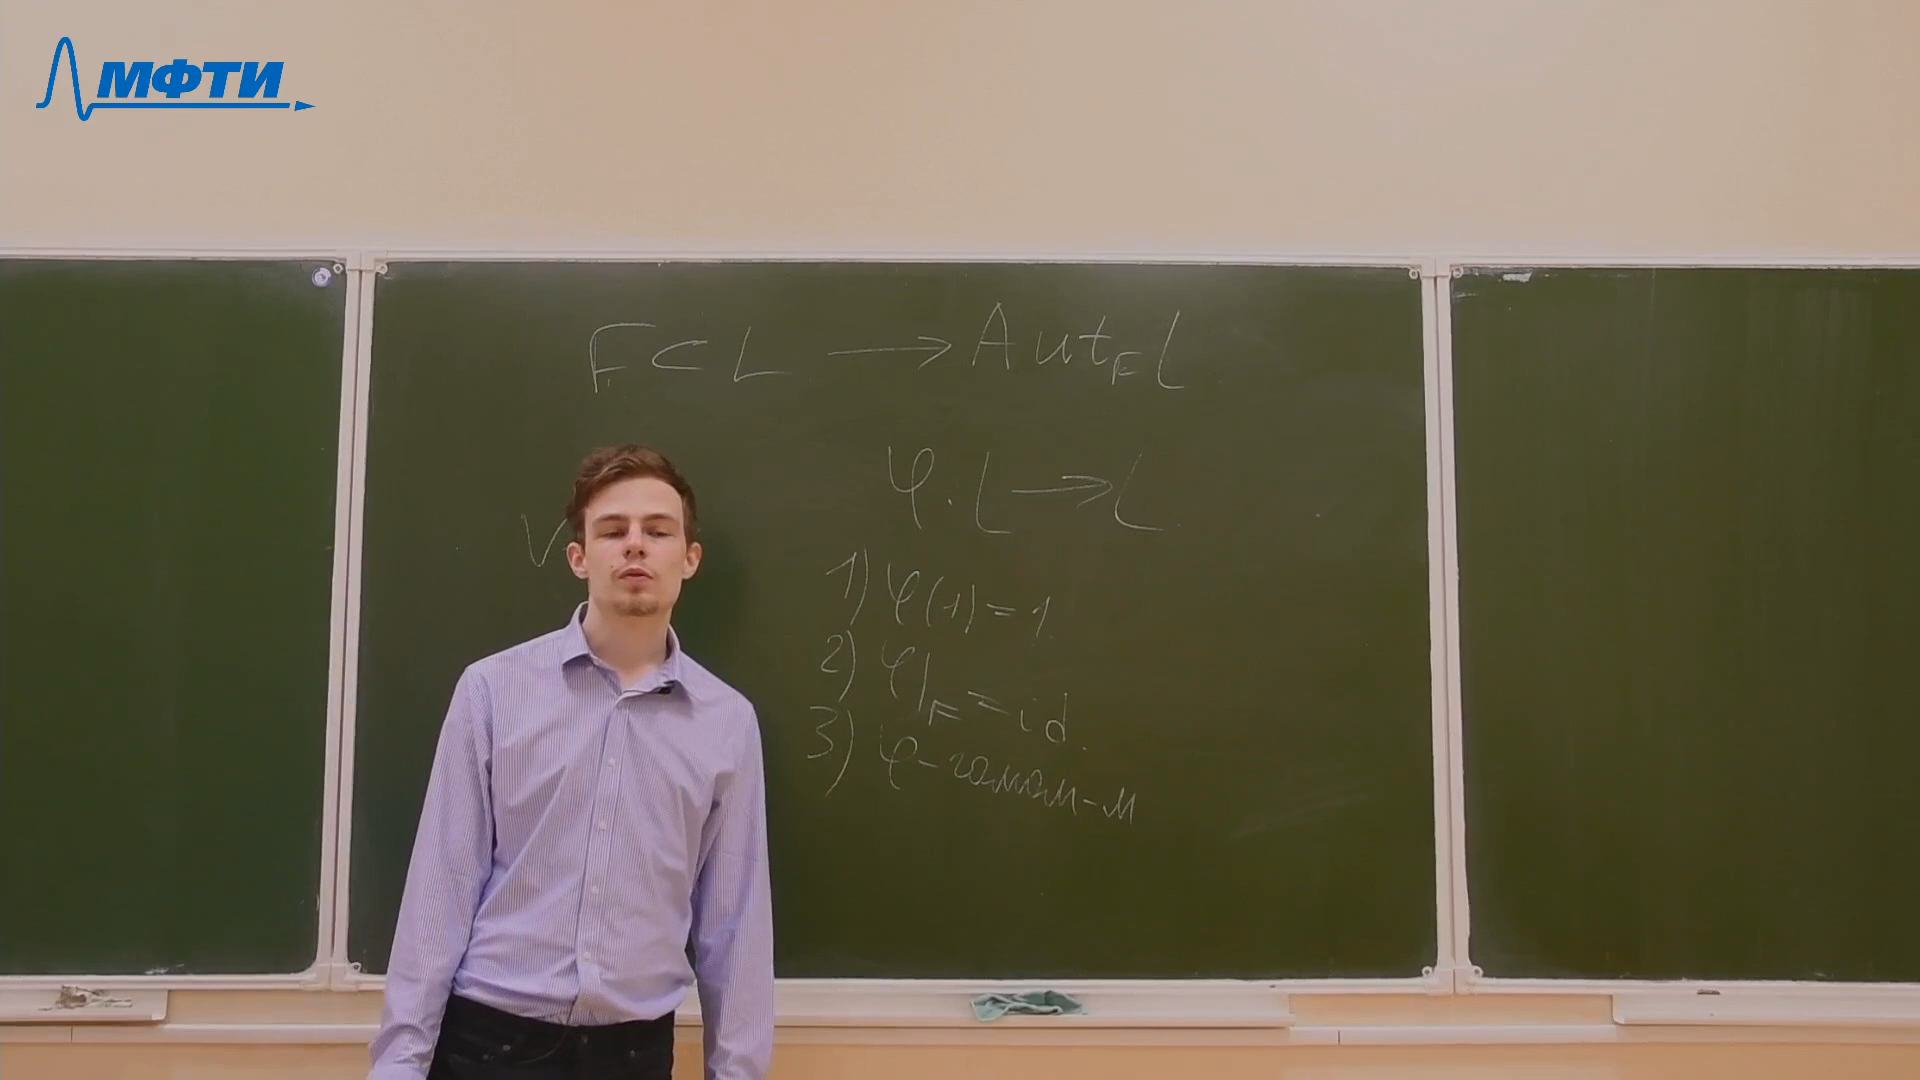 МФТИ
F ⊂ L → Aut_F L
φ: L → L
V
1) φ(1) = 1
2) φ|_F = id.
3) φ - гомом-м